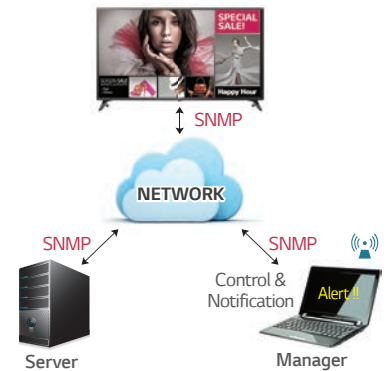 SPECIAL
SALE!
Happy Hour
SNMP
NETWORK
SNMP
SNMP
Control &
Notification
Alert !!
Server
Manager